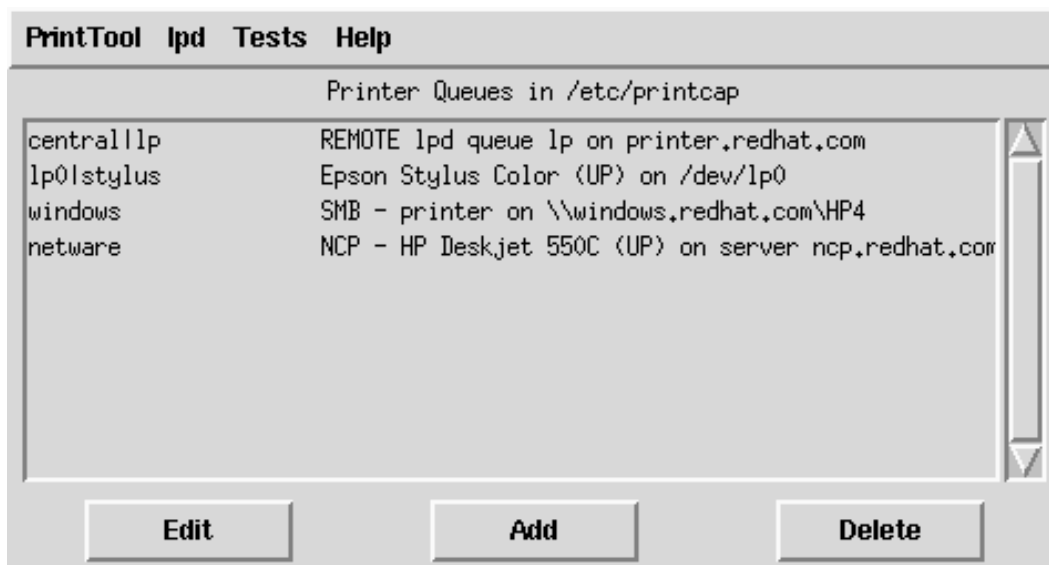 PrintTool lpd Tests Help
Printer Queues in /etc/printcap
central|lp REMOTE lpd queue lp on printer.redhat.com
lp0|stylus Epson Stylus Color (UP) on /dev/lp0
windows SMB - printer on \\windows.redhat.com\HP4
netware NCP - HP Deskjet 550C (UP) on server ncp.redhat.com
Edit Add Delete